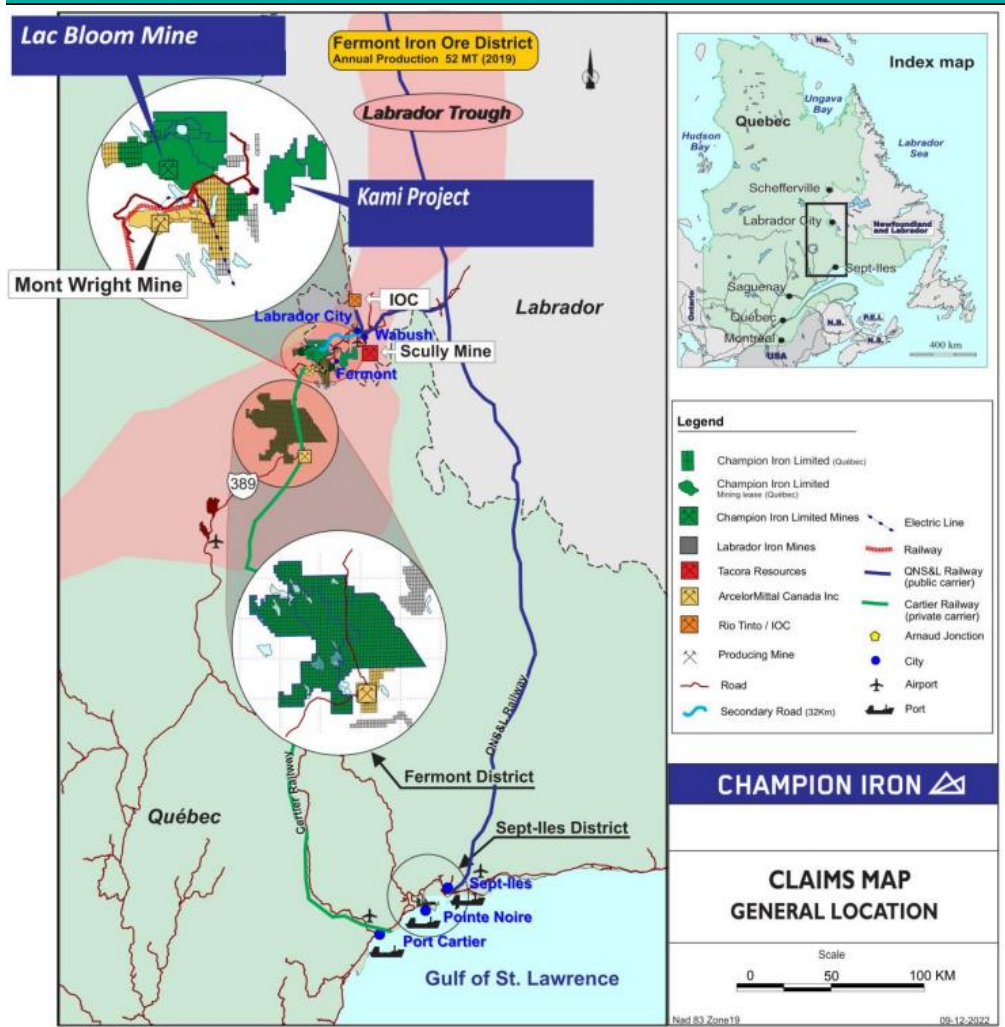 Lac Bloom Mine
Fermont Iron Ore District
Annual Production 52 MT (2019)
Labrador Trough
Kami Project
Mont Wright Mine
IOC
Labrador City
Wabush
Scully Mine
Fermont
Labrador
389
Cartier Railway
QNS&L Railway
Fermont District
Québec
Sept-Iles District
Sept-Iles
Pointe Noire
Port Cartier
Gulf of St. Lawrence
Index map
Nu.
Ungava
Bay
Quebec
Hudson
Bay
Labrador
Sea
Schefferville
Labrador City
Newfoundland
and Labrador
Sept-Iles
Saguenay
Ontario
Québec
N.B.
P.E.I.
N.S.
Montreal
USA
400 km
Legend
Champion Iron Limited (Québec)
Champion Iron Limited
Mining lease (Québec)
Champion Iron Limited Mines
Labrador Iron Mines
Tacora Resources
ArcelorMittal Canada Inc
Rio Tinto / IOC
Producing Mine
Road
Secondary Road (32Km)
Electric Line
Railway
QNS&L Railway
(public carrier)
Cartier Railway
(private carrier)
Arnaud Jonction
City
Airport
Port
CHAMPION IRON
CLAIMS MAP
GENERAL LOCATION
Scale
0 50 100 KM
Nad 83 Zone19
09-12-2022